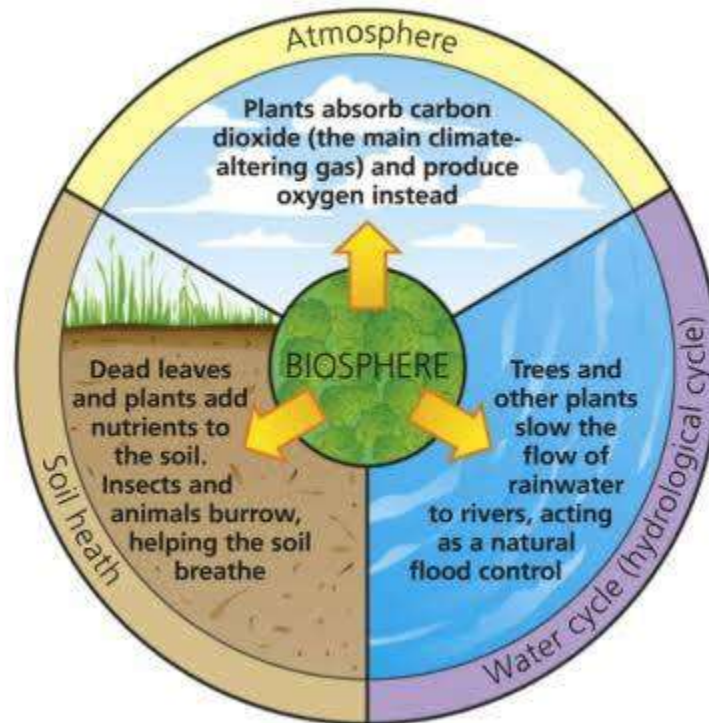 Atmosphere
Plants absorb carbon
dioxide (the main climate-
altering gas) and produce
oxygen instead
BIOSPHERE
Dead leaves
and plants add
nutrients to
the soil.
Insects and
animals burrow,
helping the soil
breathe
Soil heath
Trees and
other plants
slow the
flow of
rainwater
to rivers, acting
as a natural
flood control
Water cycle (hydrological cycle)